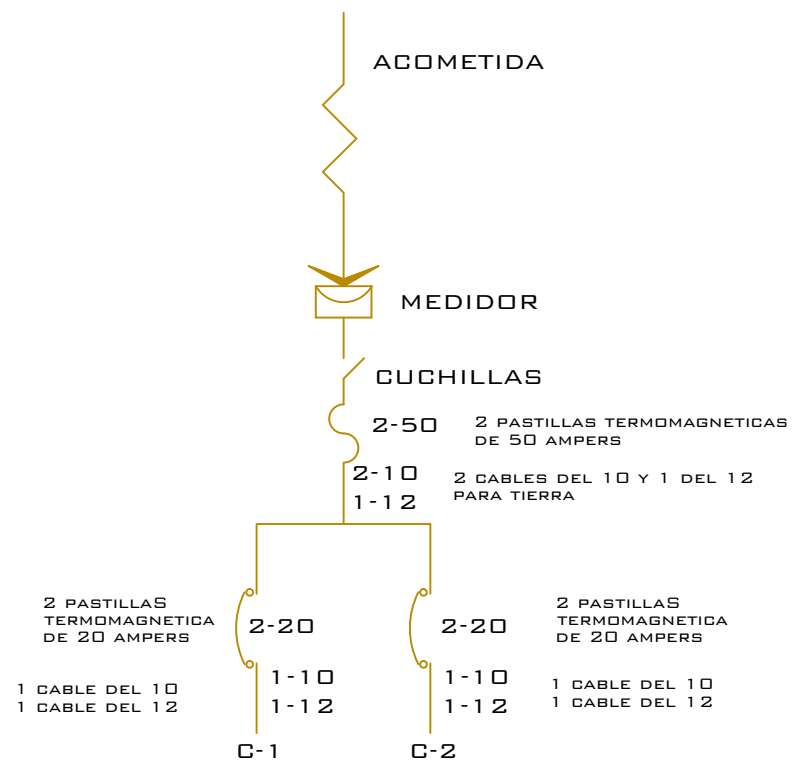 ACOMETIDA
MEDIDOR
CUCHILLAS
2-50
2 PASTILLAS TERMOMAGNETICAS
DE 50 AMPERS
2-10
1-12
2 CABLES DEL 10 Y 1 DEL 12
PARA TIERRA
2 PASTILLAS
TERMOMAGNETICA
DE 20 AMPERS
2-20
2-20
2 PASTILLAS
TERMOMAGNETICA
DE 20 AMPERS
1 CABLE DEL 10
1 CABLE DEL 12
1-10
1-12
1-10
1-12
1 CABLE DEL 10
1 CABLE DEL 12
C-1
C-2